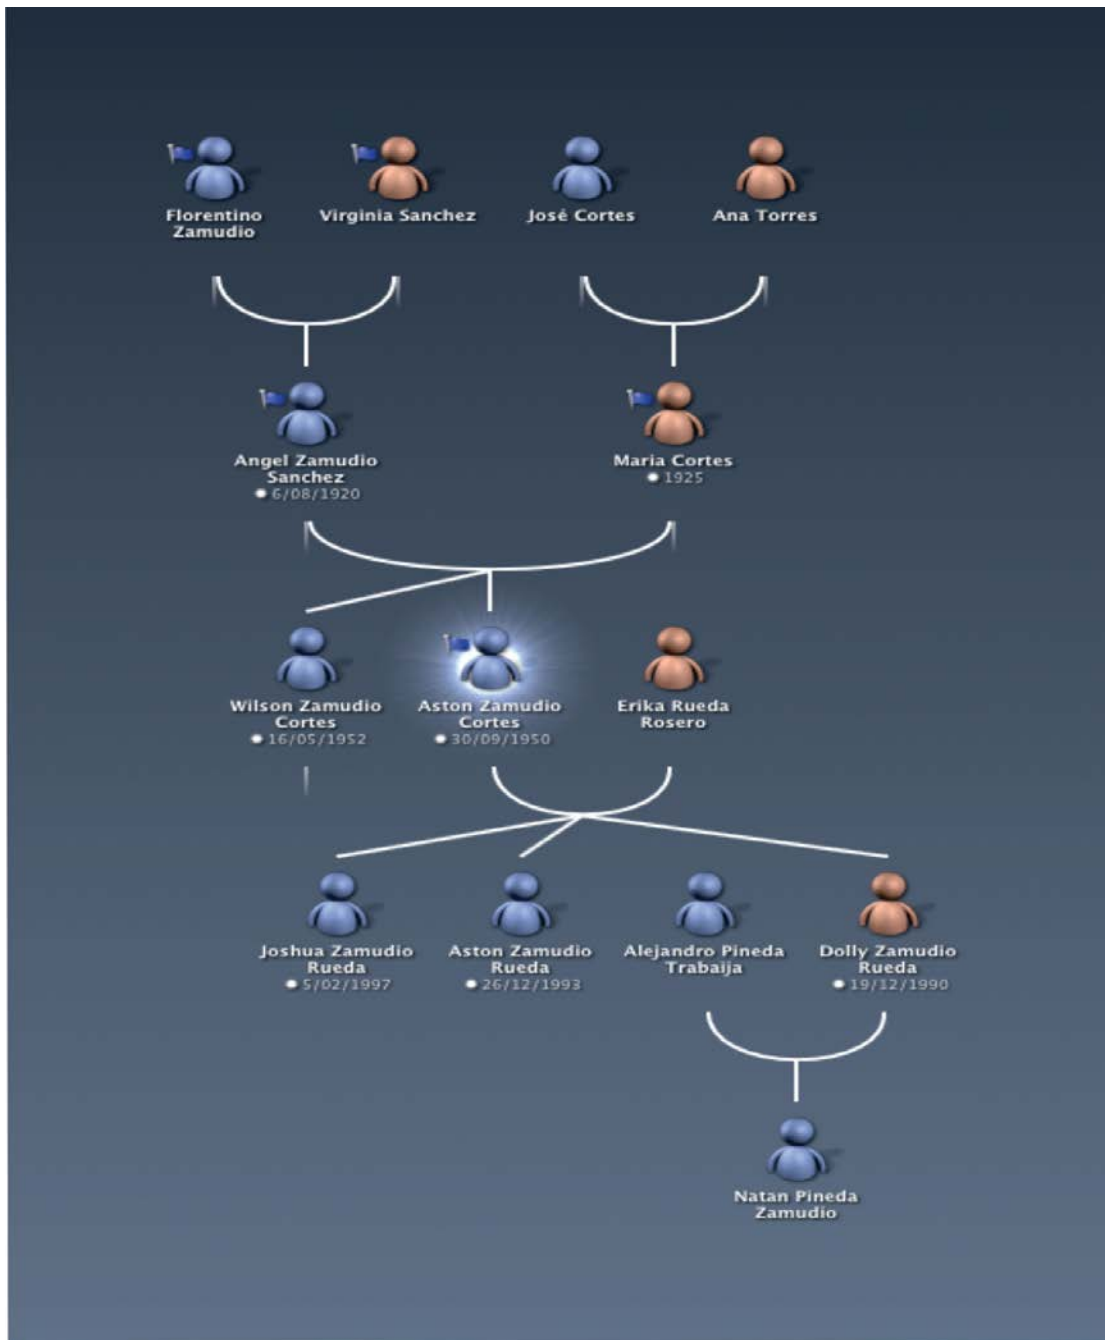 Florentino
Zamudio
Virginia Sanchez
José Cortes
Ana Torres
Angel Zamudio
Sanchez
6/08/1920
Maria Cortes
1925
Wilson Zamudio
Cortes
16/05/1952
Aston Zamudio
Cortes
30/09/1950
Erika Rueda
Rosero
Joshua Zamudio
Rueda
5/02/1997
Aston Zamudio
Rueda
26/12/1993
Alejandro Pineda
Trabaija
Dolly Zamudio
Rueda
19/12/1990
Natan Pineda
Zamudio